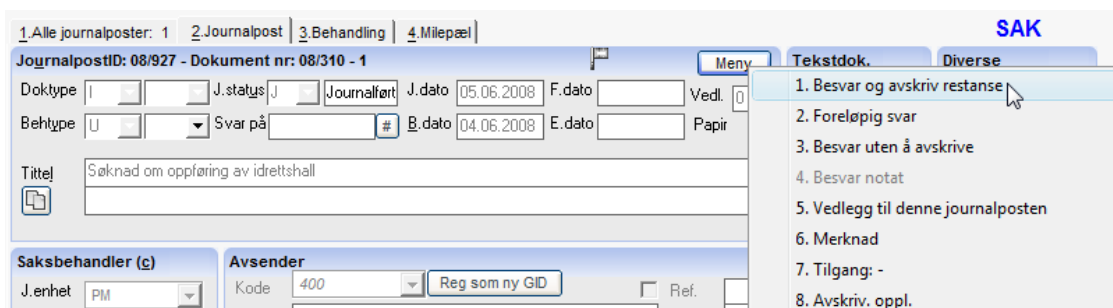 1.Alle journalposter: 1 2.Journalpost 3.Behandling 4.Milepæl SAK
JournalpostID: 08/927 - Dokument nr: 08/310 - 1 Meny Tekstdok. Diverse
Doktype I J.status J Journalført J.dato 05.06.2008 F.dato Vedl. 0
1. Besvar og avskriv restanse
Behtype U Svar på # B.dato 04.06.2008 E.dato Papir
2. Foreløpig svar
3. Besvar uten å avskrive
Tittel Søknad om oppføring av idrettshall
4. Besvar notat
5. Vedlegg til denne journalposten
6. Merknad
Saksbehandler (c) Avsender
7. Tilgang: -
J.enhet PM Kode 400 Reg som ny GID Ref.
8. Avskriv. oppl.